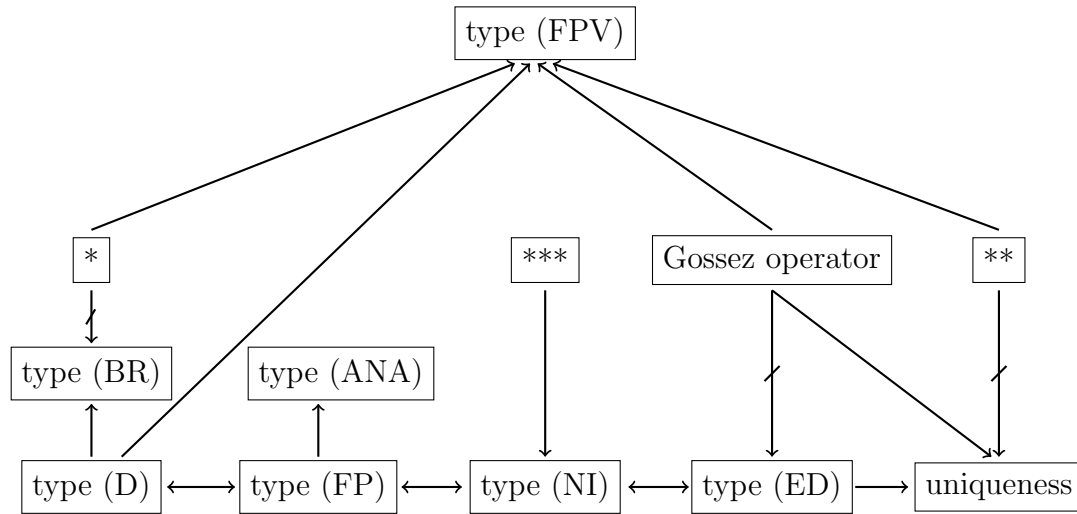 type (FPV)
*
***
Gossez operator
**
type (BR)
type (ANA)
type (D)
type (FP)
type (NI)
type (ED)
uniqueness